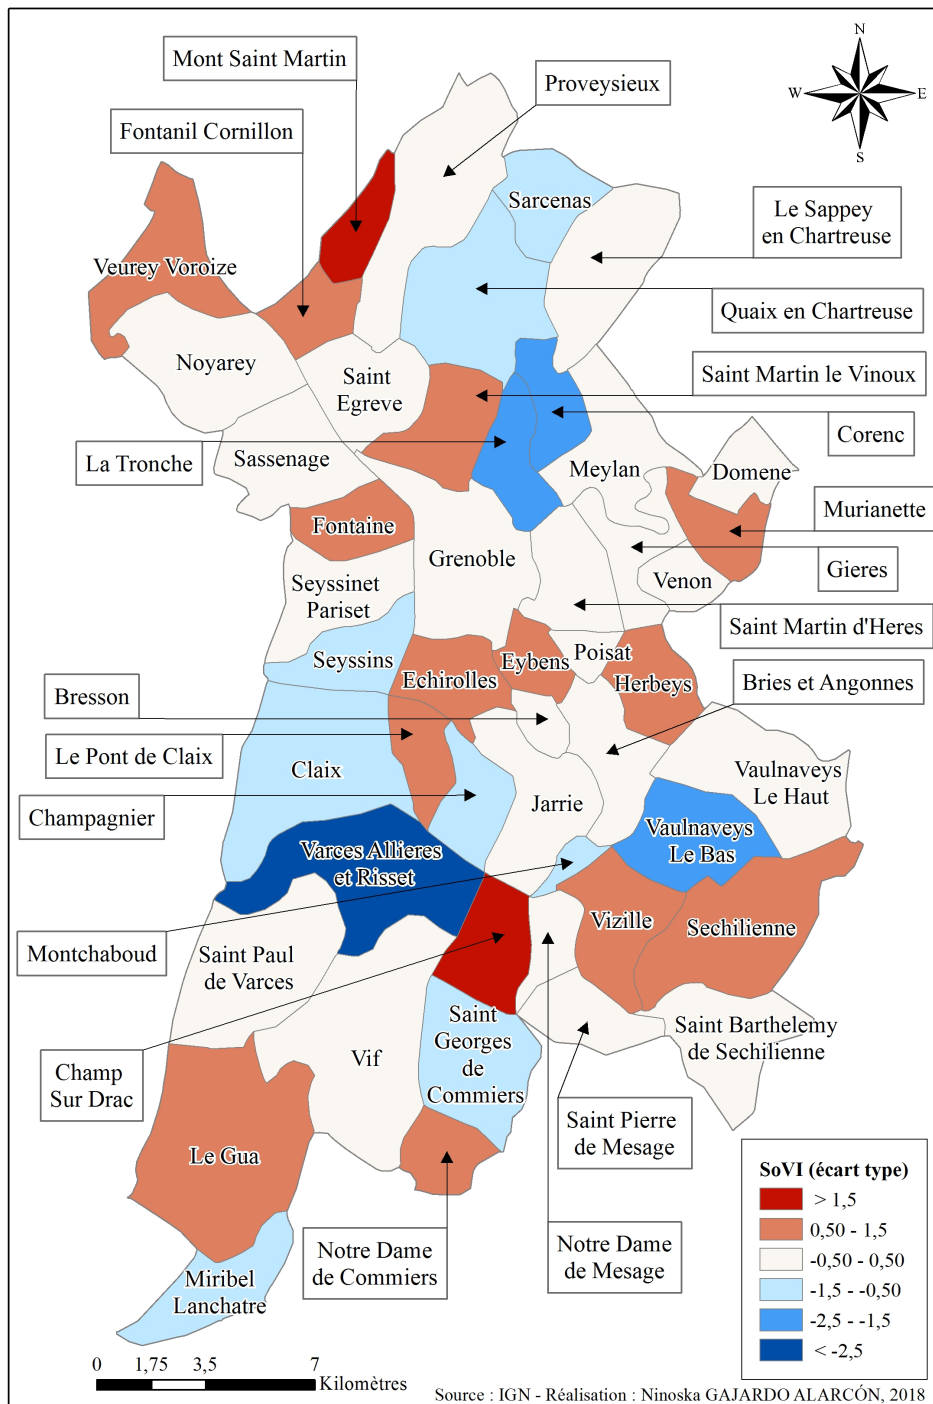 N
W
E
S
Mont Saint Martin
Proveysieux
Fontanil Cornillon
Sarcenas
Le Sappey
en Chartreuse
Veurey Voroize
Quaix en Chartreuse
Noyarey
Saint
Egreve
Saint Martin le Vinoux
Corenc
La Tronche
Sassenage
Meylan
Domene
Murianette
Fontaine
Grenoble
Gieres
Venon
Seyssinet
Pariset
Saint Martin d'Heres
Seyssins
Echirolles
Eybens
Poisat
Herbeys
Bries et Angonnes
Bresson
Le Pont de Claix
Claix
Vaulnaveys
Le Haut
Champagnier
Jarrie
Vaulnaveys
Le Bas
Varces Allieres
et Risset
Montchaboud
Saint Paul
de Varces
Vizille
Sechilienne
Saint
Georges
de
Commiers
Saint Barthelemy
de Sechilienne
Vif
Champ
Sur Drac
Saint Pierre
de Mesage
Le Gua
Notre Dame
de Commiers
Notre Dame
de Mesage
Miribel
Lanchatre
SoVI (écart type)
> 1,5
0,50 - 1,5
-0,50 - 0,50
-1,5 - -0,50
-2,5 - -1,5
< -2,5
0 1,75 3,5 7
Kilomètres
Source : IGN - Réalisation : Ninoska GAJARDO ALARCÓN, 2018